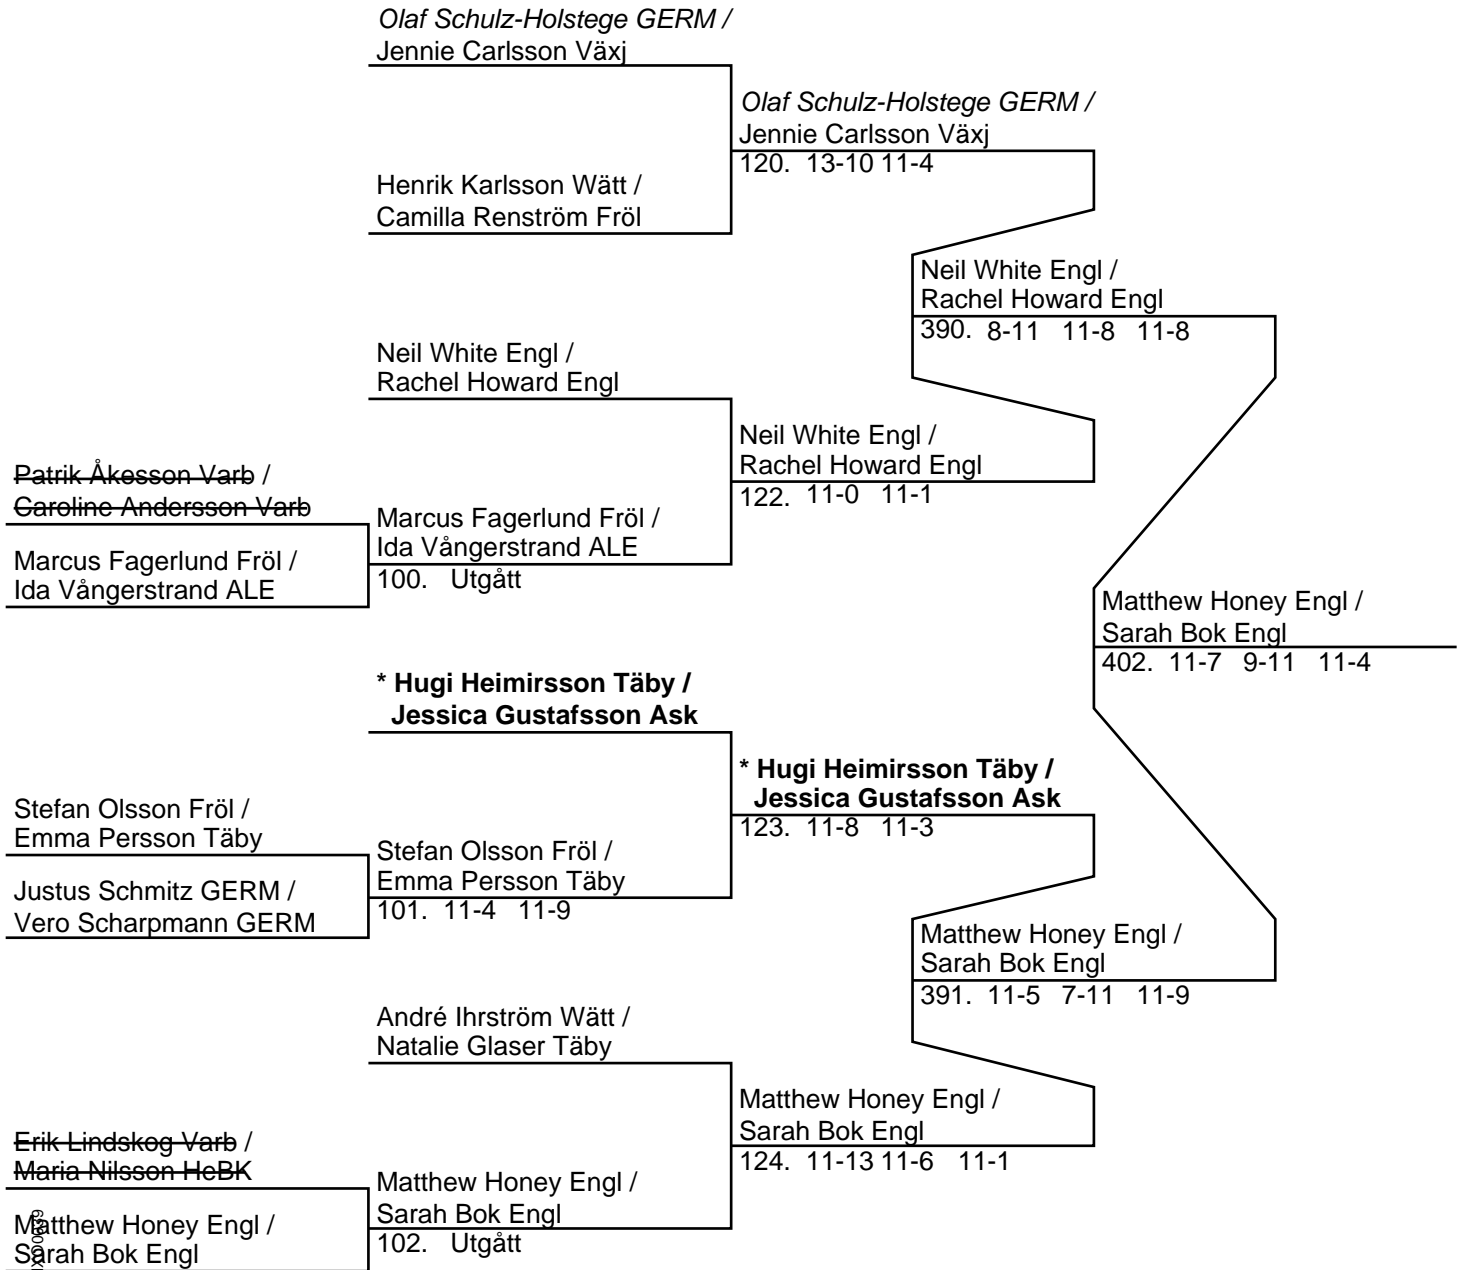 Olaf Schulz-Holstege GERM /
Jennie Carlsson Växj
Olaf Schulz-Holstege GERM /
Jennie Carlsson Växj
120. 13-10 11-4
Henrik Karlsson Wätt /
Camilla Renström Fröl
Neil White Engl /
Rachel Howard Engl
390. 8-11 11-8 11-8
Neil White Engl /
Rachel Howard Engl
Neil White Engl /
Rachel Howard Engl
122. 11-0 11-1
Patrik Åkesson Varb /
Caroline Andersson Varb
Marcus Fagerlund Fröl /
Ida Vångerstrand ALE
100. Utgått
Marcus Fagerlund Fröl /
Ida Vångerstrand ALE
Matthew Honey Engl /
Sarah Bok Engl
402. 11-7 9-11 11-4
* Hugi Heimirsson Täby /
Jessica Gustafsson Ask
* Hugi Heimirsson Täby /
Jessica Gustafsson Ask
123. 11-8 11-3
Stefan Olsson Fröl /
Emma Persson Täby
Stefan Olsson Fröl /
Emma Persson Täby
101. 11-4 11-9
Justus Schmitz GERM /
Vero Scharpmann GERM
Matthew Honey Engl /
Sarah Bok Engl
391. 11-5 7-11 11-9
André Ihrström Wätt /
Natalie Glaser Täby
Matthew Honey Engl /
Sarah Bok Engl
124. 11-13 11-6 11-1
Erik Lindskog Varb /
Maria Nilsson HeBK
Matthew Honey Engl /
Sarah Bok Engl
102. Utgått
Matthew Honey Engl /
Sarah Bok Engl